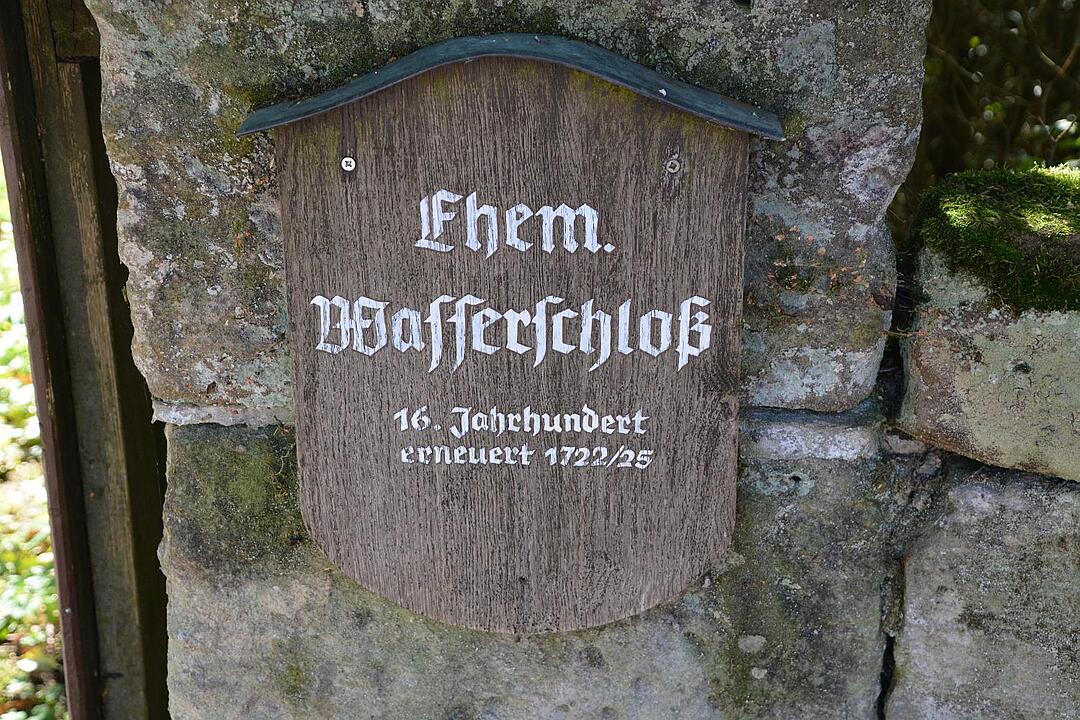 Ehem.
Waſſerſchloß
16. Jahrhundert
erneuert 1722/25